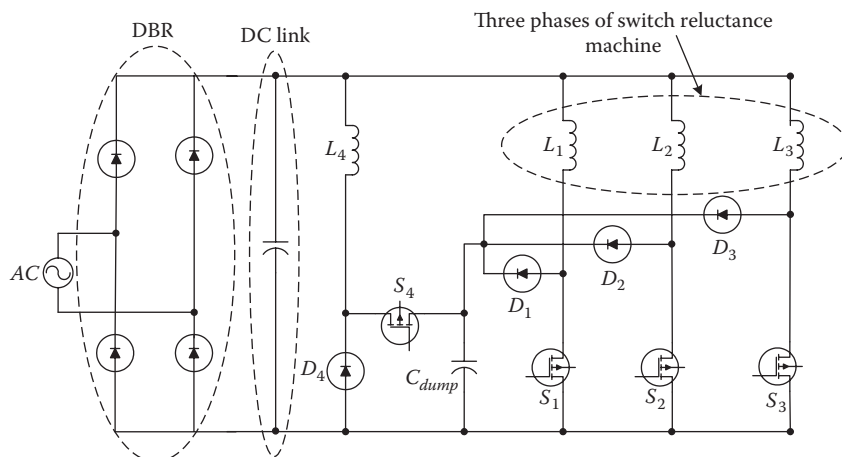 DBR
DC link
Three phases of switch reluctance
machine
L4
L1
L2
L3
AC
S4
D1
D2
D3
D4
Cdump
S1
S2
S3